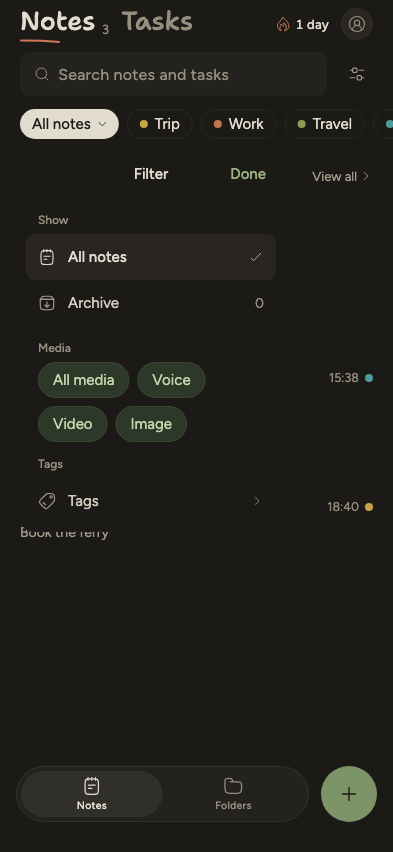 Notes 3 Tasks 1 day
Search notes and tasks
All notes Trip Work Travel
Filter Done View all
Show
All notes
Archive 0
Media
All media Voice 15:38
Video Image
Tags
Tags 18:40
Book the ferry
Notes Folders